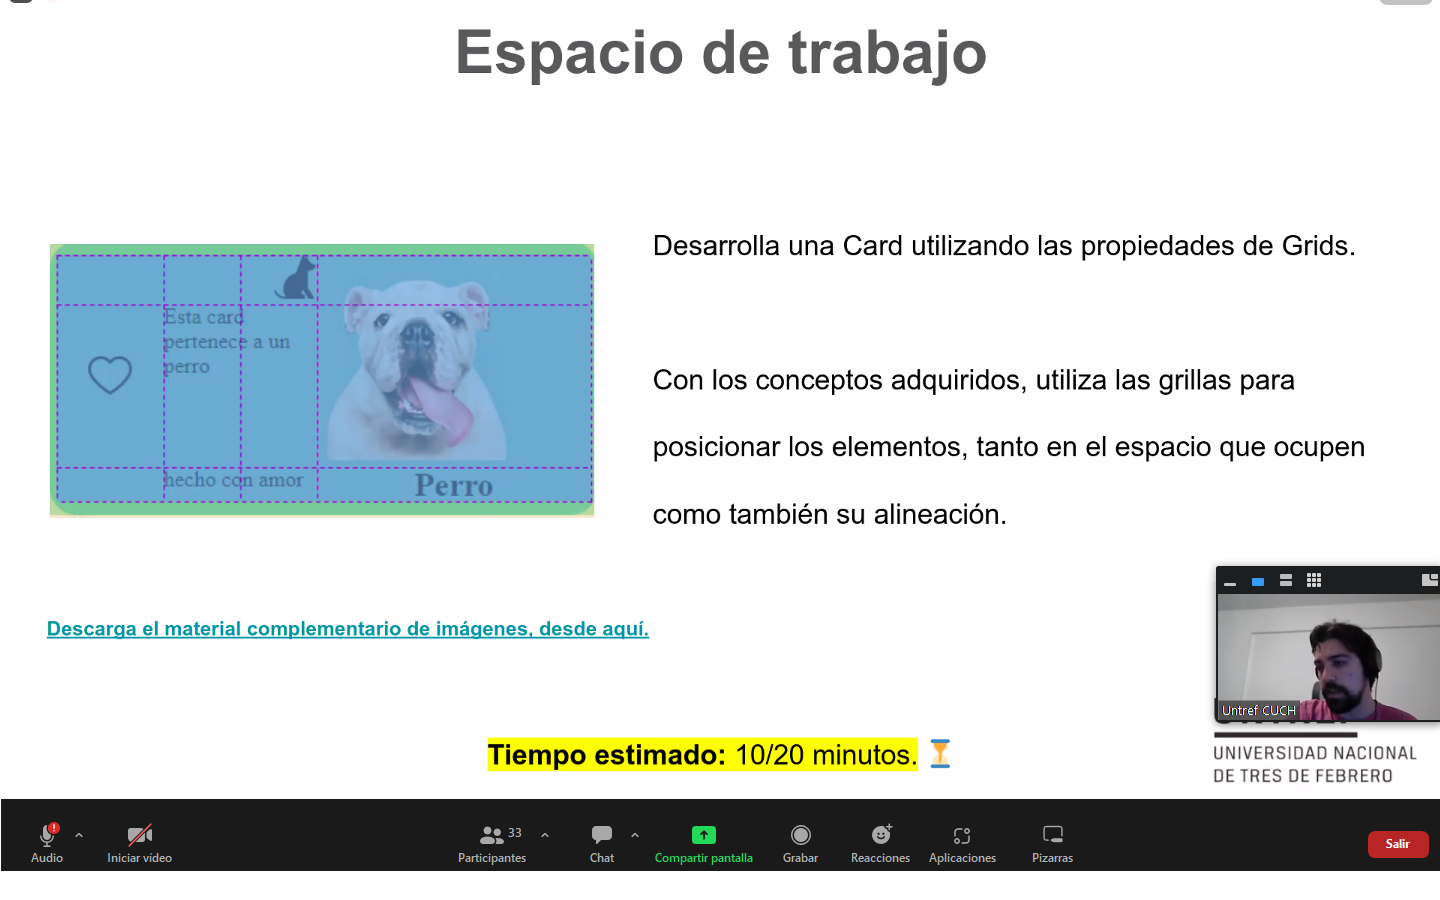 Espacio de trabajo
Esta card
pertenece a un
perro
hecho con amor
Perro
Desarrolla una Card utilizando las propiedades de Grids.
Con los conceptos adquiridos, utiliza las grillas para
posicionar los elementos, tanto en el espacio que ocupen
como también su alineación.
Descarga el material complementario de imágenes, desde aquí.
Untref CUCH
Tiempo estimado: 10/20 minutos.
UNIVERSIDAD NACIONAL
DE TRES DE FEBRERO
Audio
Iniciar vídeo
33
Participantes
Chat
Compartir pantalla
Grabar
Reacciones
Aplicaciones
Pizarras
Salir